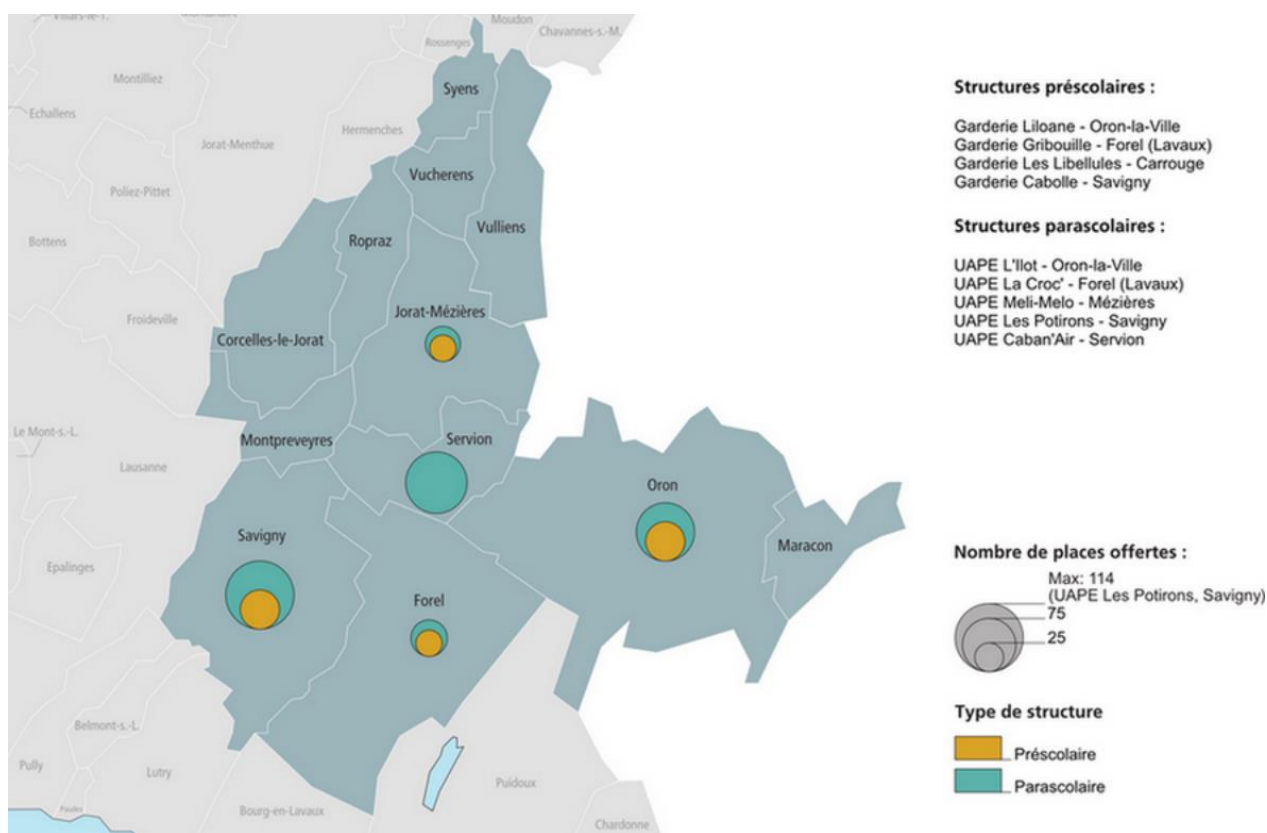 Villars-le-T.
Moudon
Chavannes-s.-M.
Rossenges
Syens
Montilliez
Echallens
Hermenches
Jorat-Menthue
Vucherens
Poliez-Pittet
Vulliens
Bottens
Ropraz
Jorat-Mézières
Froideville
Corcelles-le-Jorat
Le Mont-s.-L.
Montpreveyres
Servion
Lausanne
Oron
Savigny
Maracon
Epalinges
Forel
Belmont-s.-L.
Pully
Lutry
Puidoux
Paudex
Bourg-en-Lavaux
Chardonne
Structures préscolaires :
Garderie Liloane - Oron-la-Ville
Garderie Gribouille - Forel (Lavaux)
Garderie Les Libellules - Carrouge
Garderie Cabolle - Savigny
Structures parascolaires :
UAPE L'Ilot - Oron-la-Ville
UAPE La Croc' - Forel (Lavaux)
UAPE Meli-Melo - Mézières
UAPE Les Potirons - Savigny
UAPE Caban'Air - Servion
Nombre de places offertes :
Max: 114
(UAPE Les Potirons, Savigny)
75
25
Type de structure
Préscolaire
Parascolaire